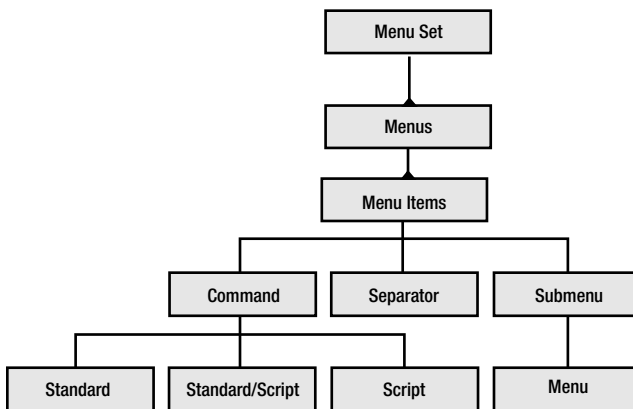 Menu Set
Menus
Menu Items
Command
Separator
Submenu
Standard
Standard/Script
Script
Menu